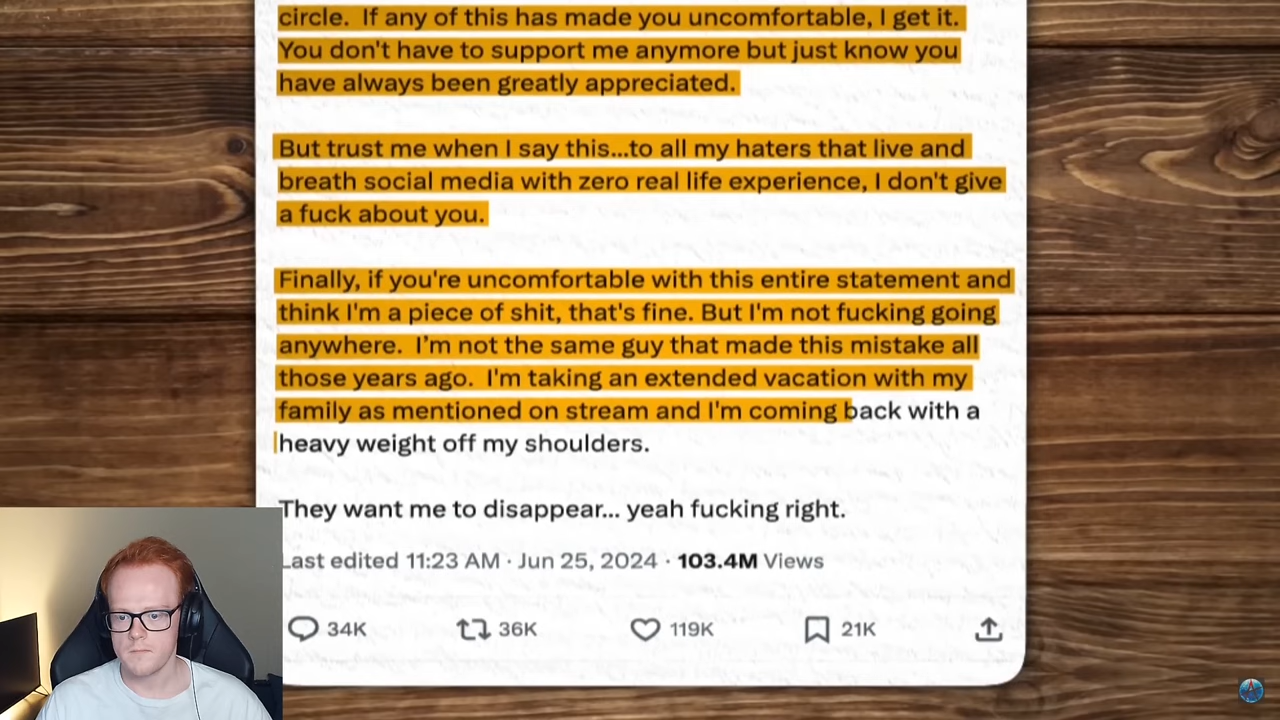 circle.  If any of this has made you uncomfortable, I get it.
You don't have to support me anymore but just know you
have always been greatly appreciated.
But trust me when I say this...to all my haters that live and
breath social media with zero real life experience, I don't give
a fuck about you.
Finally, if you're uncomfortable with this entire statement and
think I'm a piece of shit, that's fine. But I'm not fucking going
anywhere.  I’m not the same guy that made this mistake all
those years ago.  I'm taking an extended vacation with my
family as mentioned on stream and I'm coming back with a
heavy weight off my shoulders.
They want me to disappear... yeah fucking right.
Last edited 11:23 AM · Jun 25, 2024 · 103.4M Views
34K 36K 119K 21K